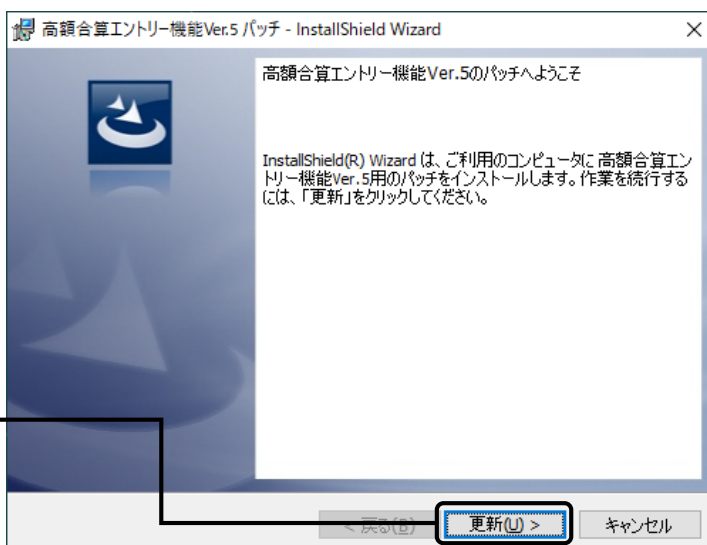 高額合算エントリー機能Ver.5 パッチ - InstallShield Wizard
高額合算エントリー機能Ver.5のパッチへようこそ
InstallShield(R) Wizard は、ご利用のコンピュータに 高額合算エン
トリー機能Ver.5用のパッチをインストールします。作業を続行する
には、「更新」をクリックしてください。
< 戻る(B)
更新(U) >
キャンセル